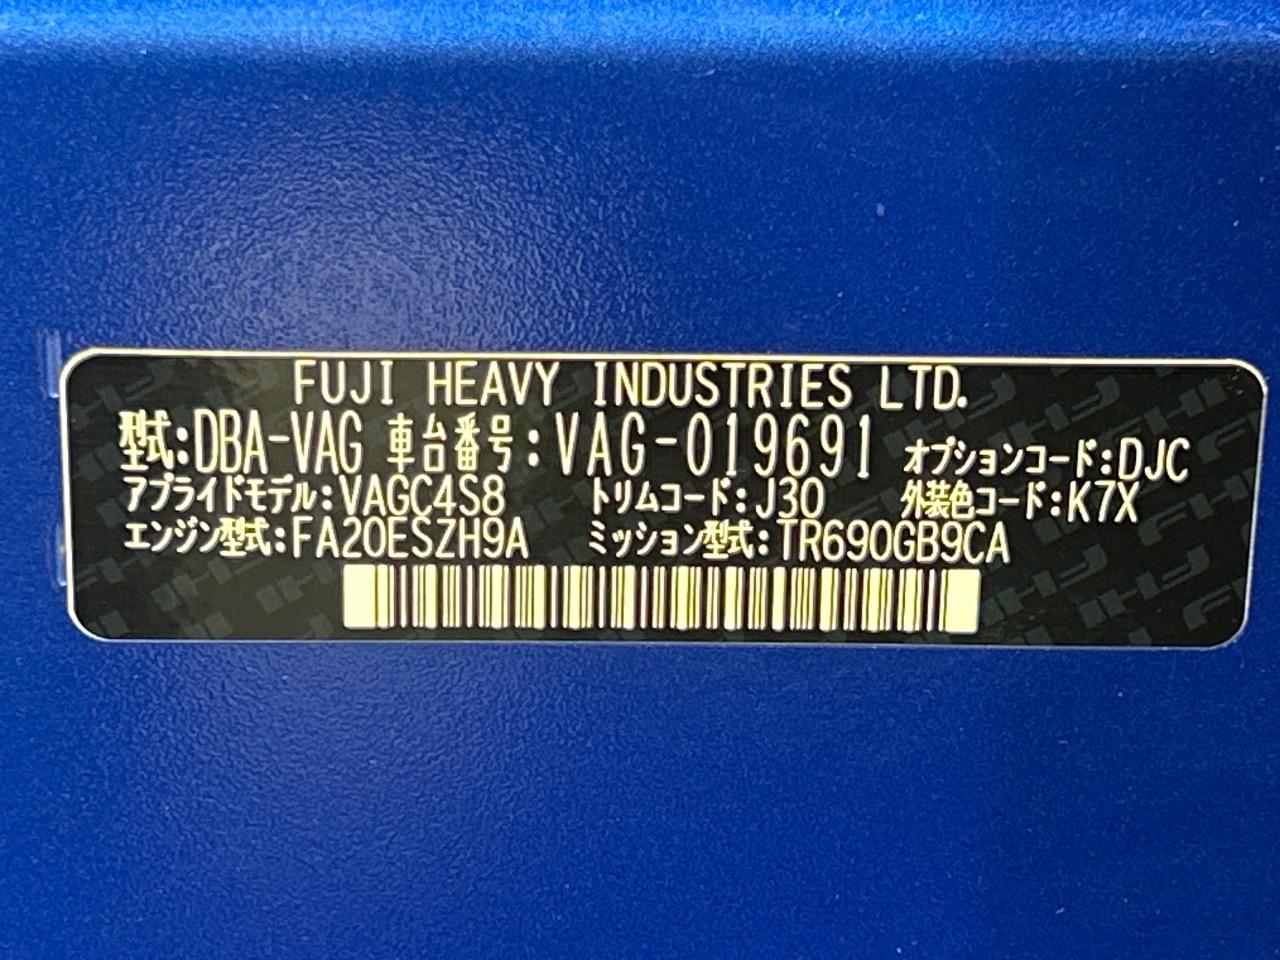 FUJI HEAVY INDUSTRIES LTD.
型式:DBA-VAG 車台番号:VAG-019691 オプションコード:DJC
アプライドモデル:VAGC4S8 トリムコード:J30 外装色コード:K7X
エンジン型式:FA20ESZH9A ミッション型式:TR690GB9CA